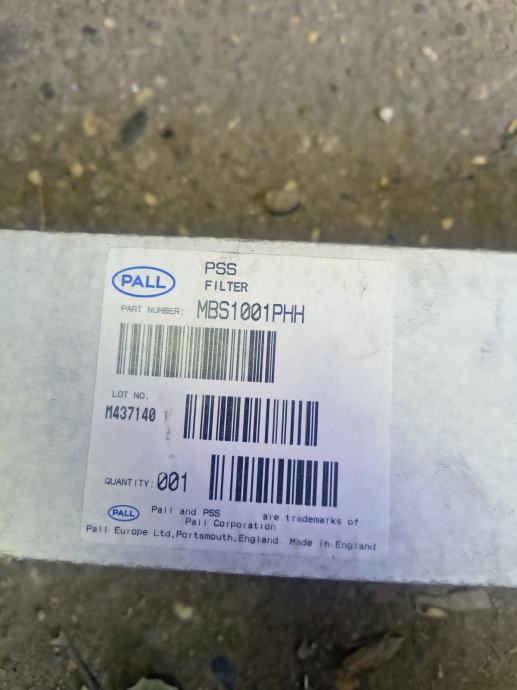 PALL
PSS
FILTER
PART NUMBER: MBS1001PHH
LOT NO.
M437140
QUANTITY: 001
PALL
Pall and PSS are trademarks of
Pall Corporation
Pall Europe Ltd,Portsmouth,England. Made in England